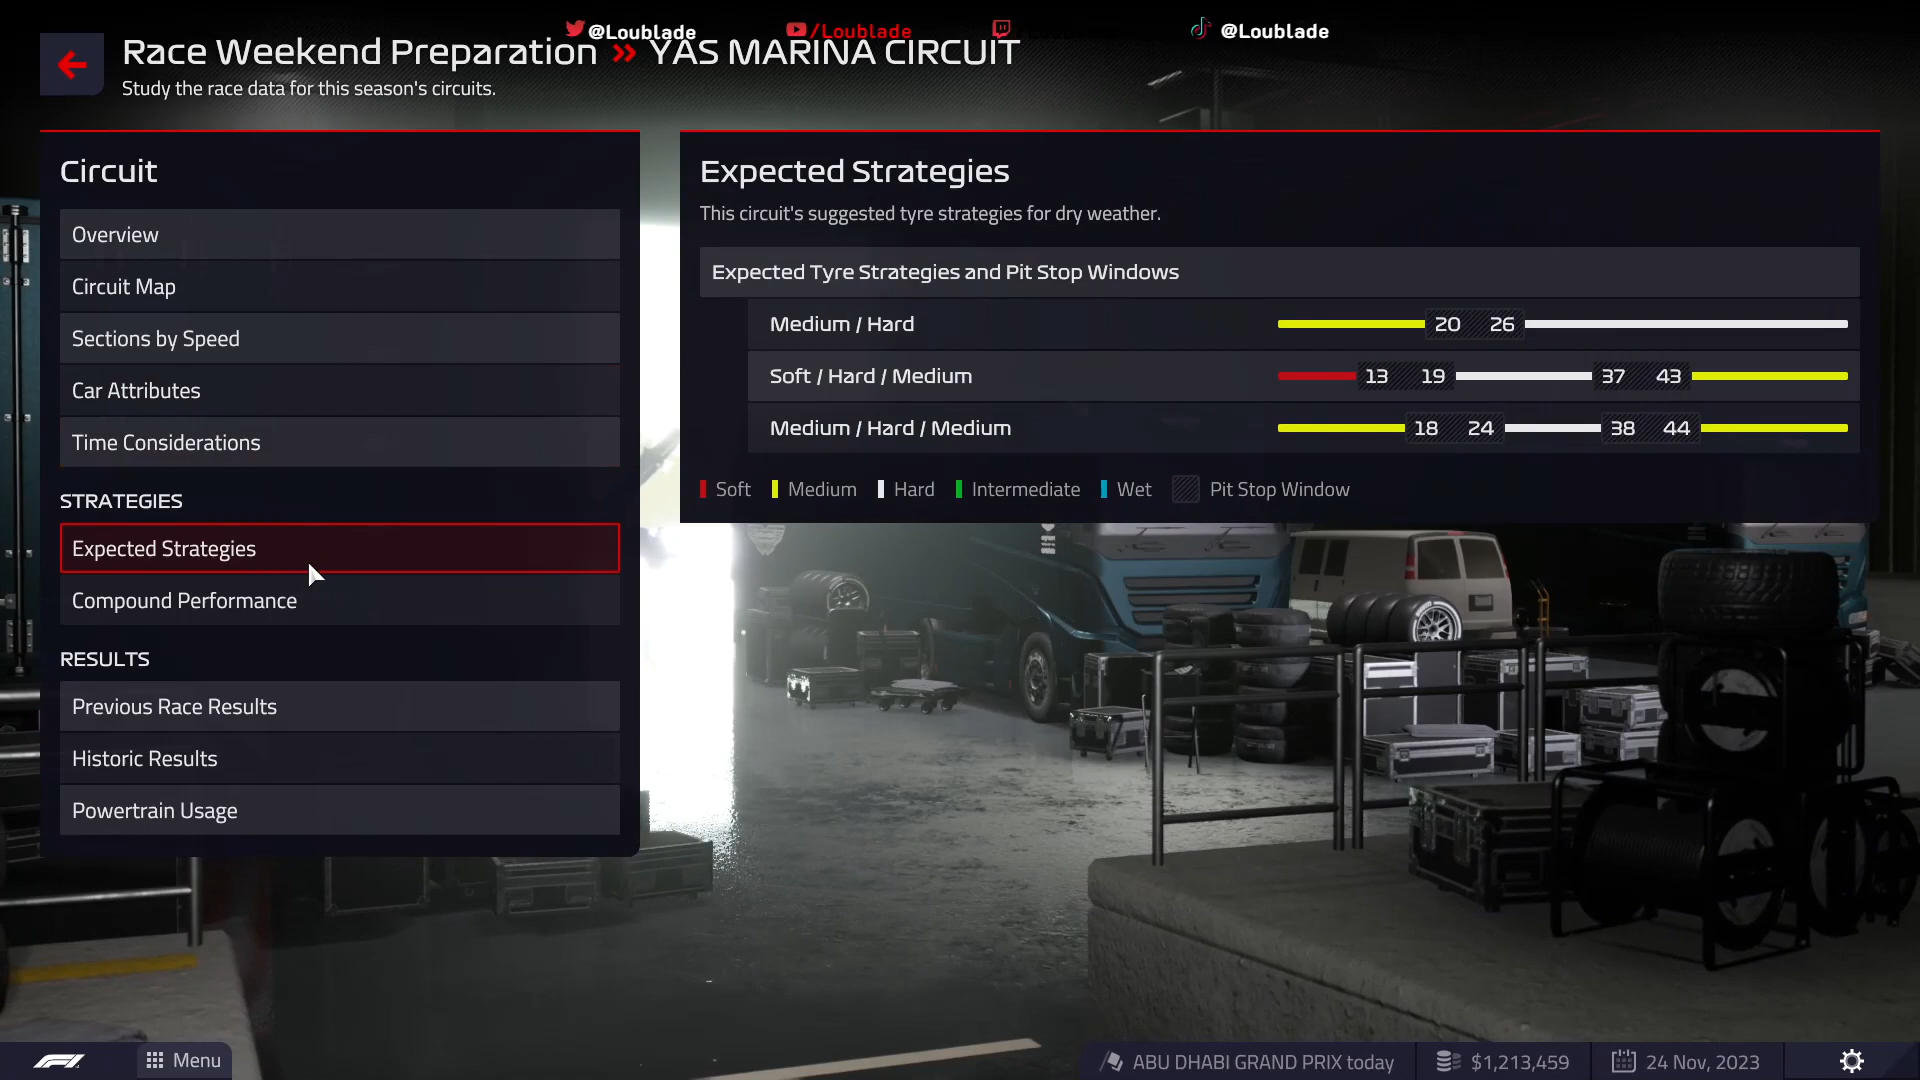 @Loublade
/Loublade
@Loublade
Race Weekend Preparation » YAS MARINA CIRCUIT
Study the race data for this season's circuits.
Circuit
Overview
Circuit Map
Sections by Speed
Car Attributes
Time Considerations
STRATEGIES
Expected Strategies
Compound Performance
RESULTS
Previous Race Results
Historic Results
Powertrain Usage
Expected Strategies
This circuit's suggested tyre strategies for dry weather.
Expected Tyre Strategies and Pit Stop Windows
Medium / Hard 20 26
Soft / Hard / Medium 13 19 37 43
Medium / Hard / Medium 18 24 38 44
Soft Medium Hard Intermediate Wet Pit Stop Window
Menu
ABU DHABI GRAND PRIX today
$1,213,459
24 Nov, 2023